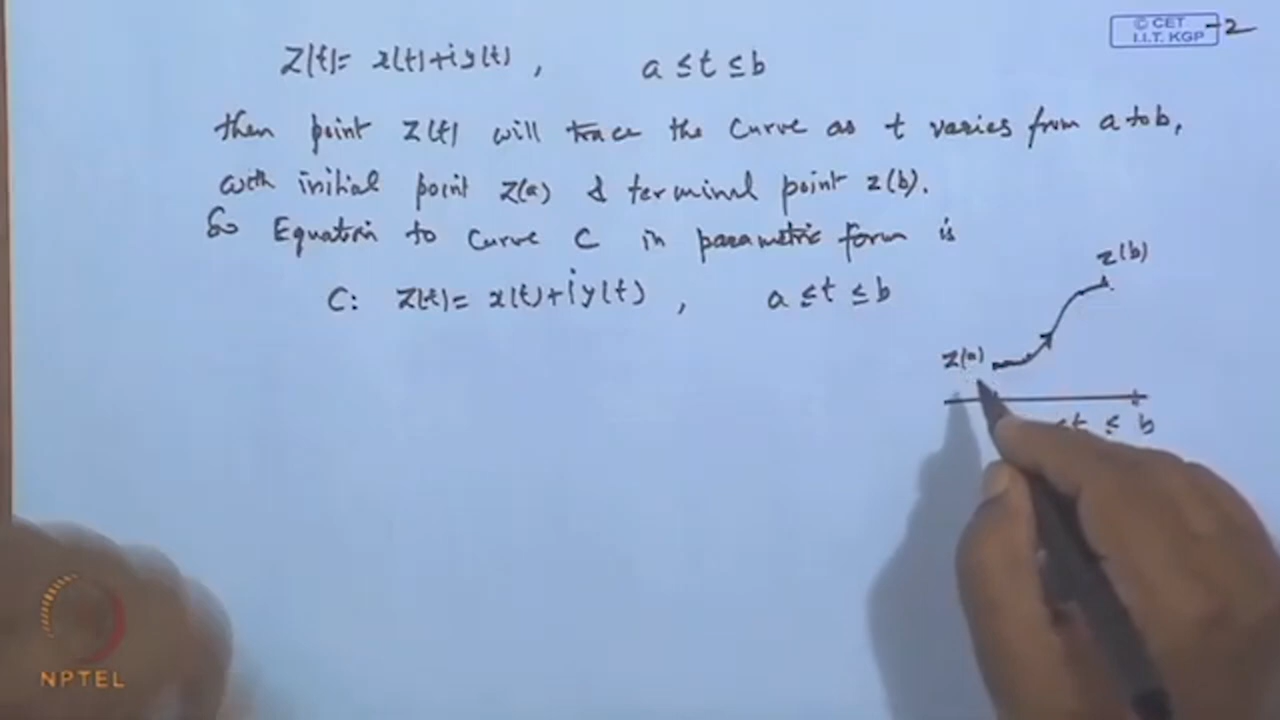 © CET
I.I.T. KGP
-2
Z(t)= x(t)+iy(t) , a ≤ t ≤ b
then point Z(t) will trace the Curve as t varies from a to b,
with initial point Z(a) & terminal point z(b).
So Equation to Curve C in parametric form is
C: Z(t)= x(t)+iy(t) , a ≤ t ≤ b
z(b)
Z(a)
≤t ≤ b
NPTEL